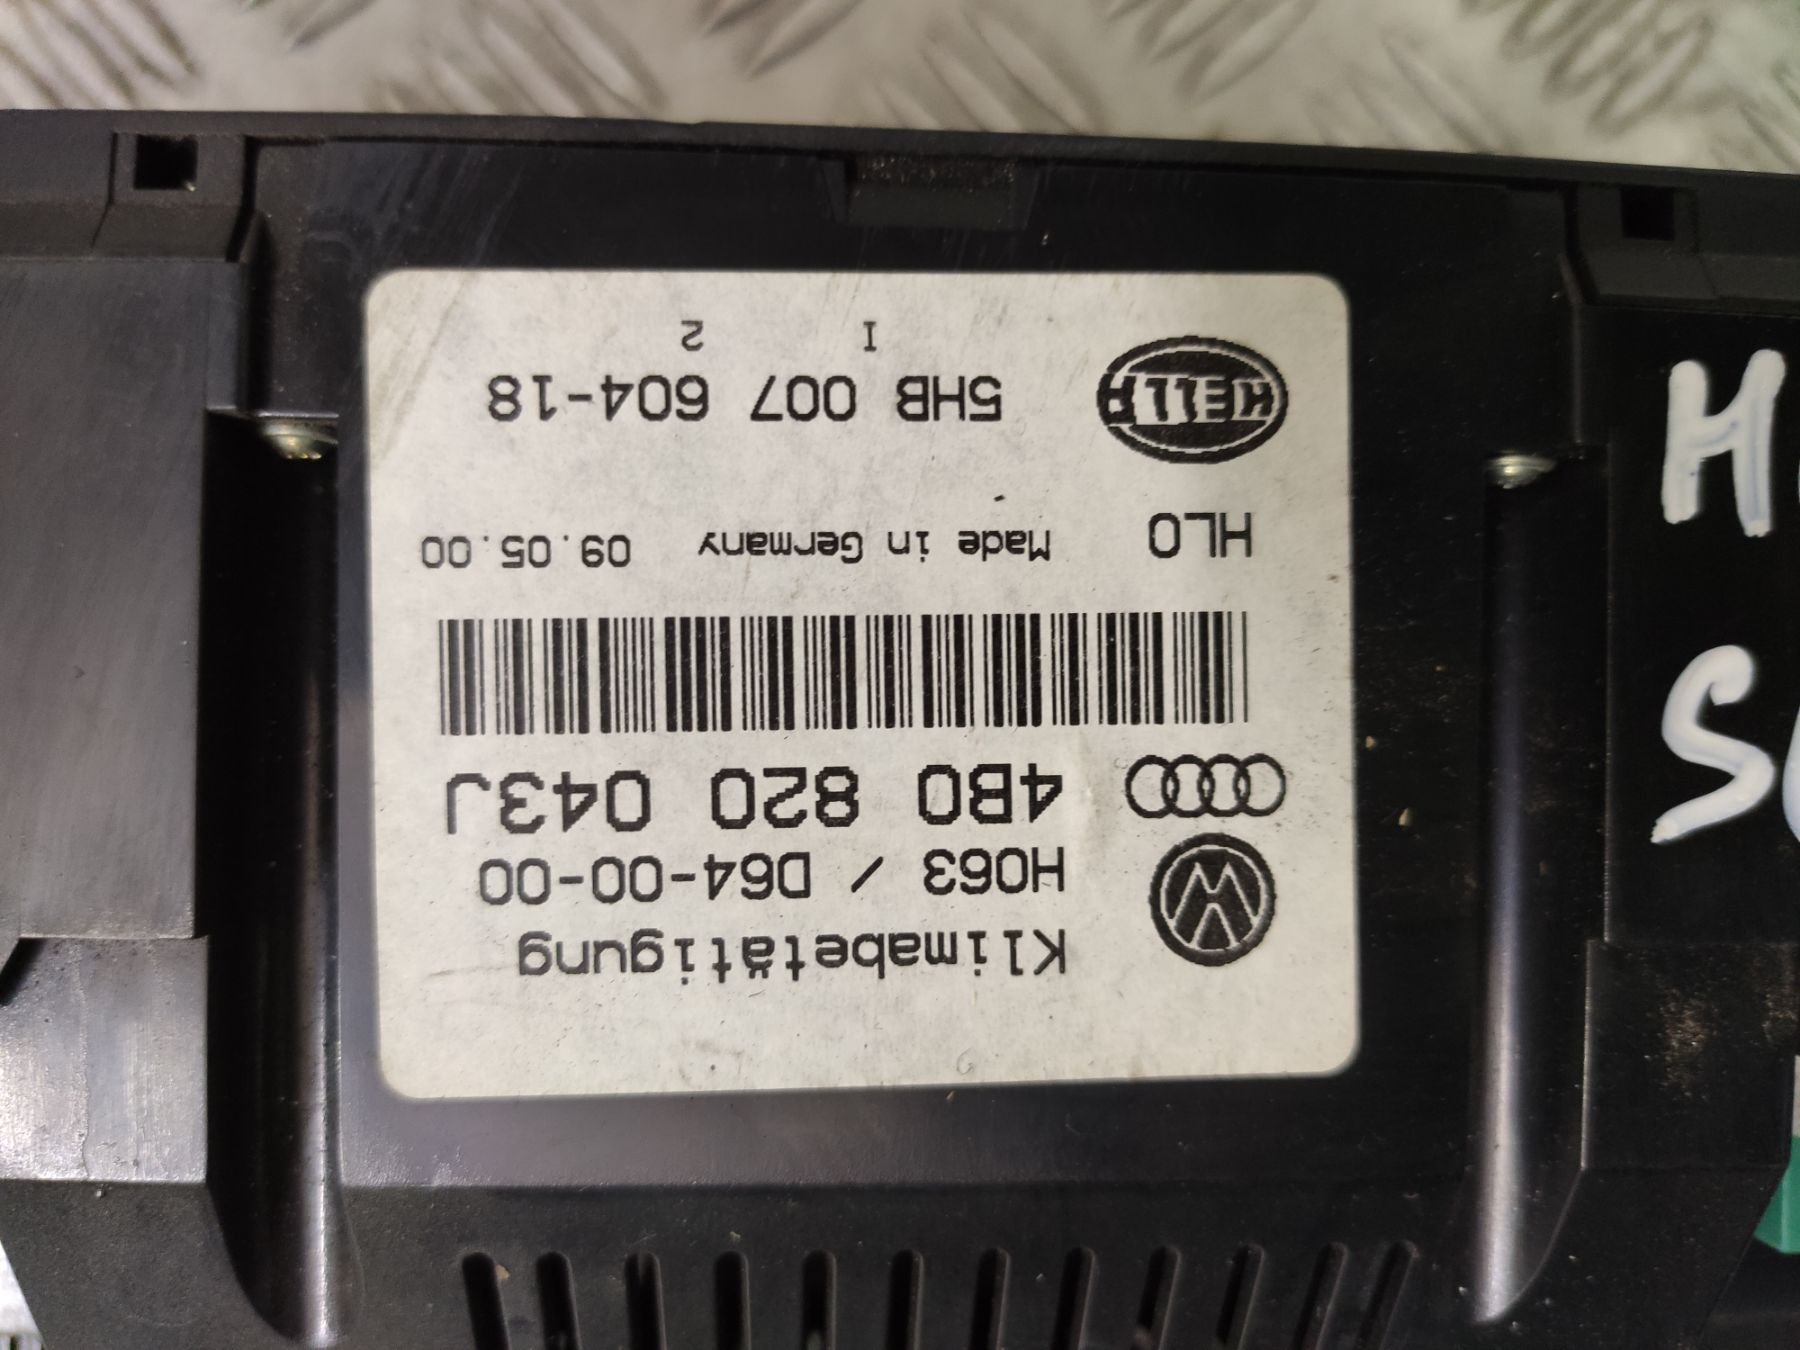 Klimabetätigung
H063 / D64-00-00
4B0 820 043J
HLO Made in Germany 09.05.00
HELLA 5HB 007 604-18
I 2